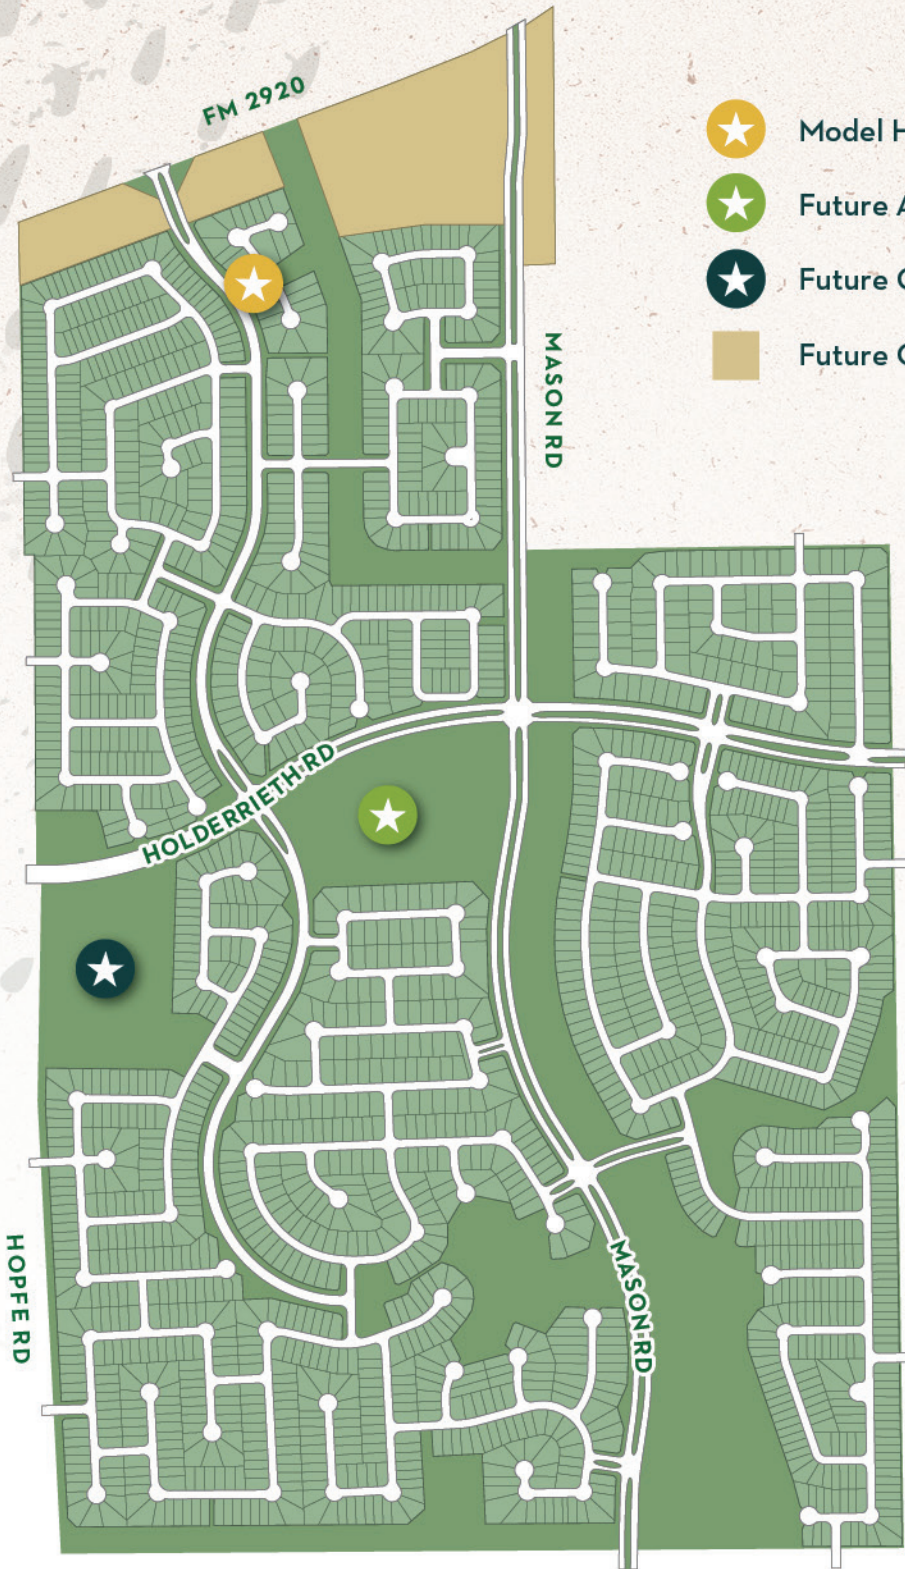 FM 2920
Model H
Future A
Future C
Future C
MASON RD
HOLDERRIETH RD
HOPFE RD
MASON RD